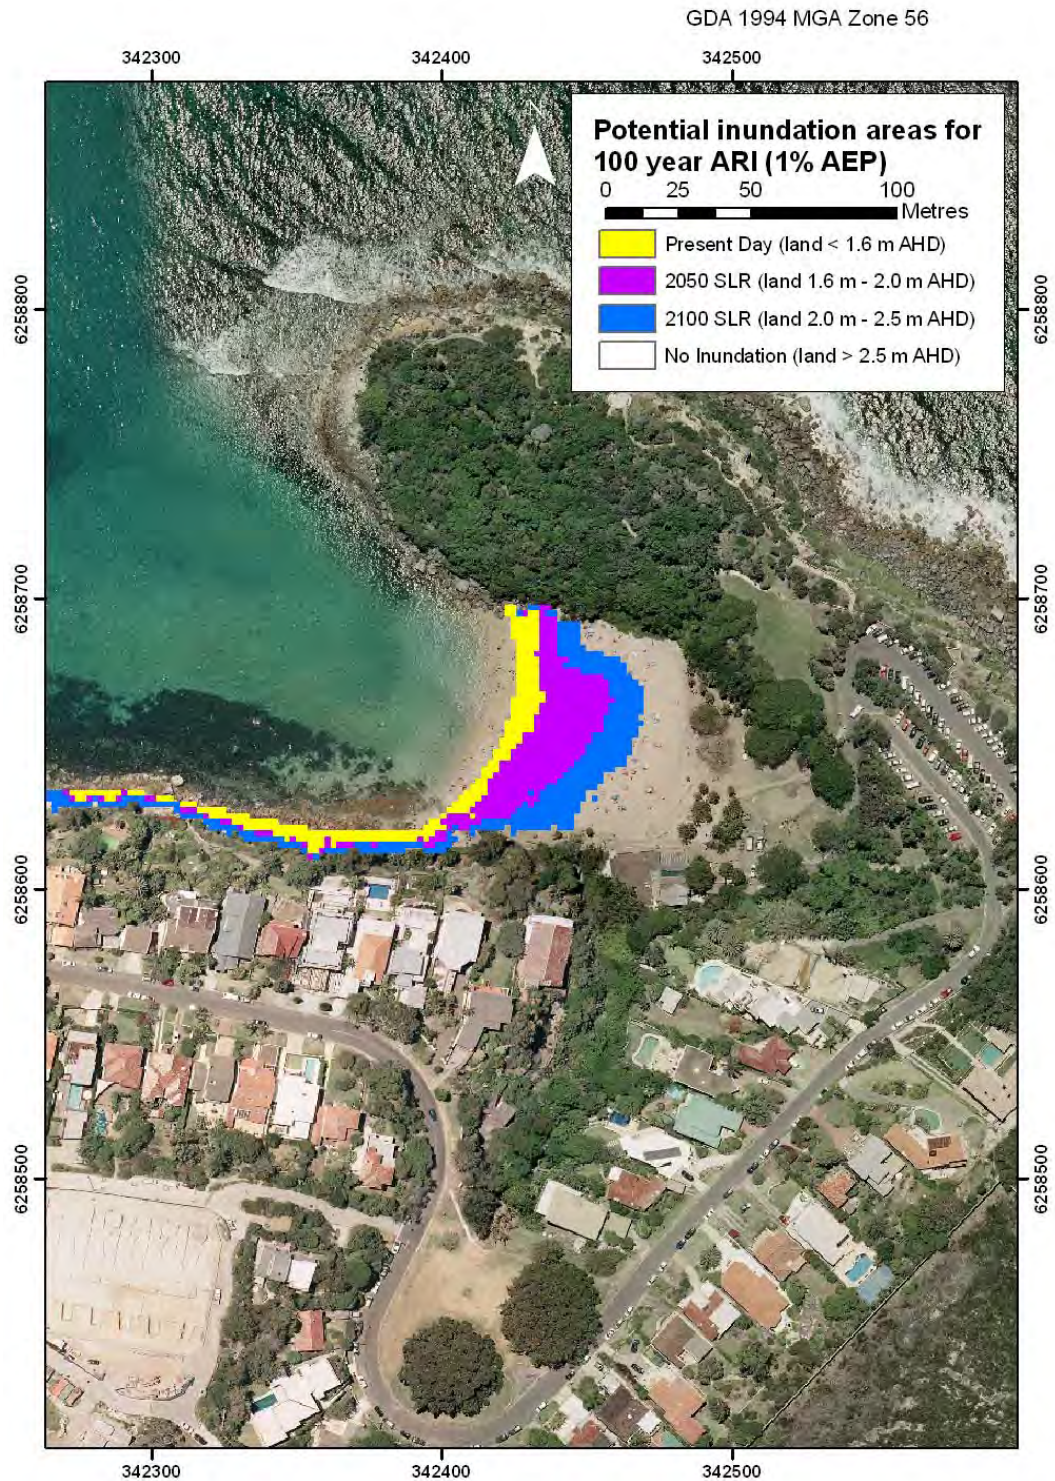 GDA 1994 MGA Zone 56
342300 342400 342500
N
Potential inundation areas for
100 year ARI (1% AEP)
0 25 50 100
Metres
Present Day (land < 1.6 m AHD)
2050 SLR (land 1.6 m - 2.0 m AHD)
2100 SLR (land 2.0 m - 2.5 m AHD)
No Inundation (land > 2.5 m AHD)
6258800 6258800
6258700 6258700
6258600 6258600
6258500 6258500
342300 342400 342500